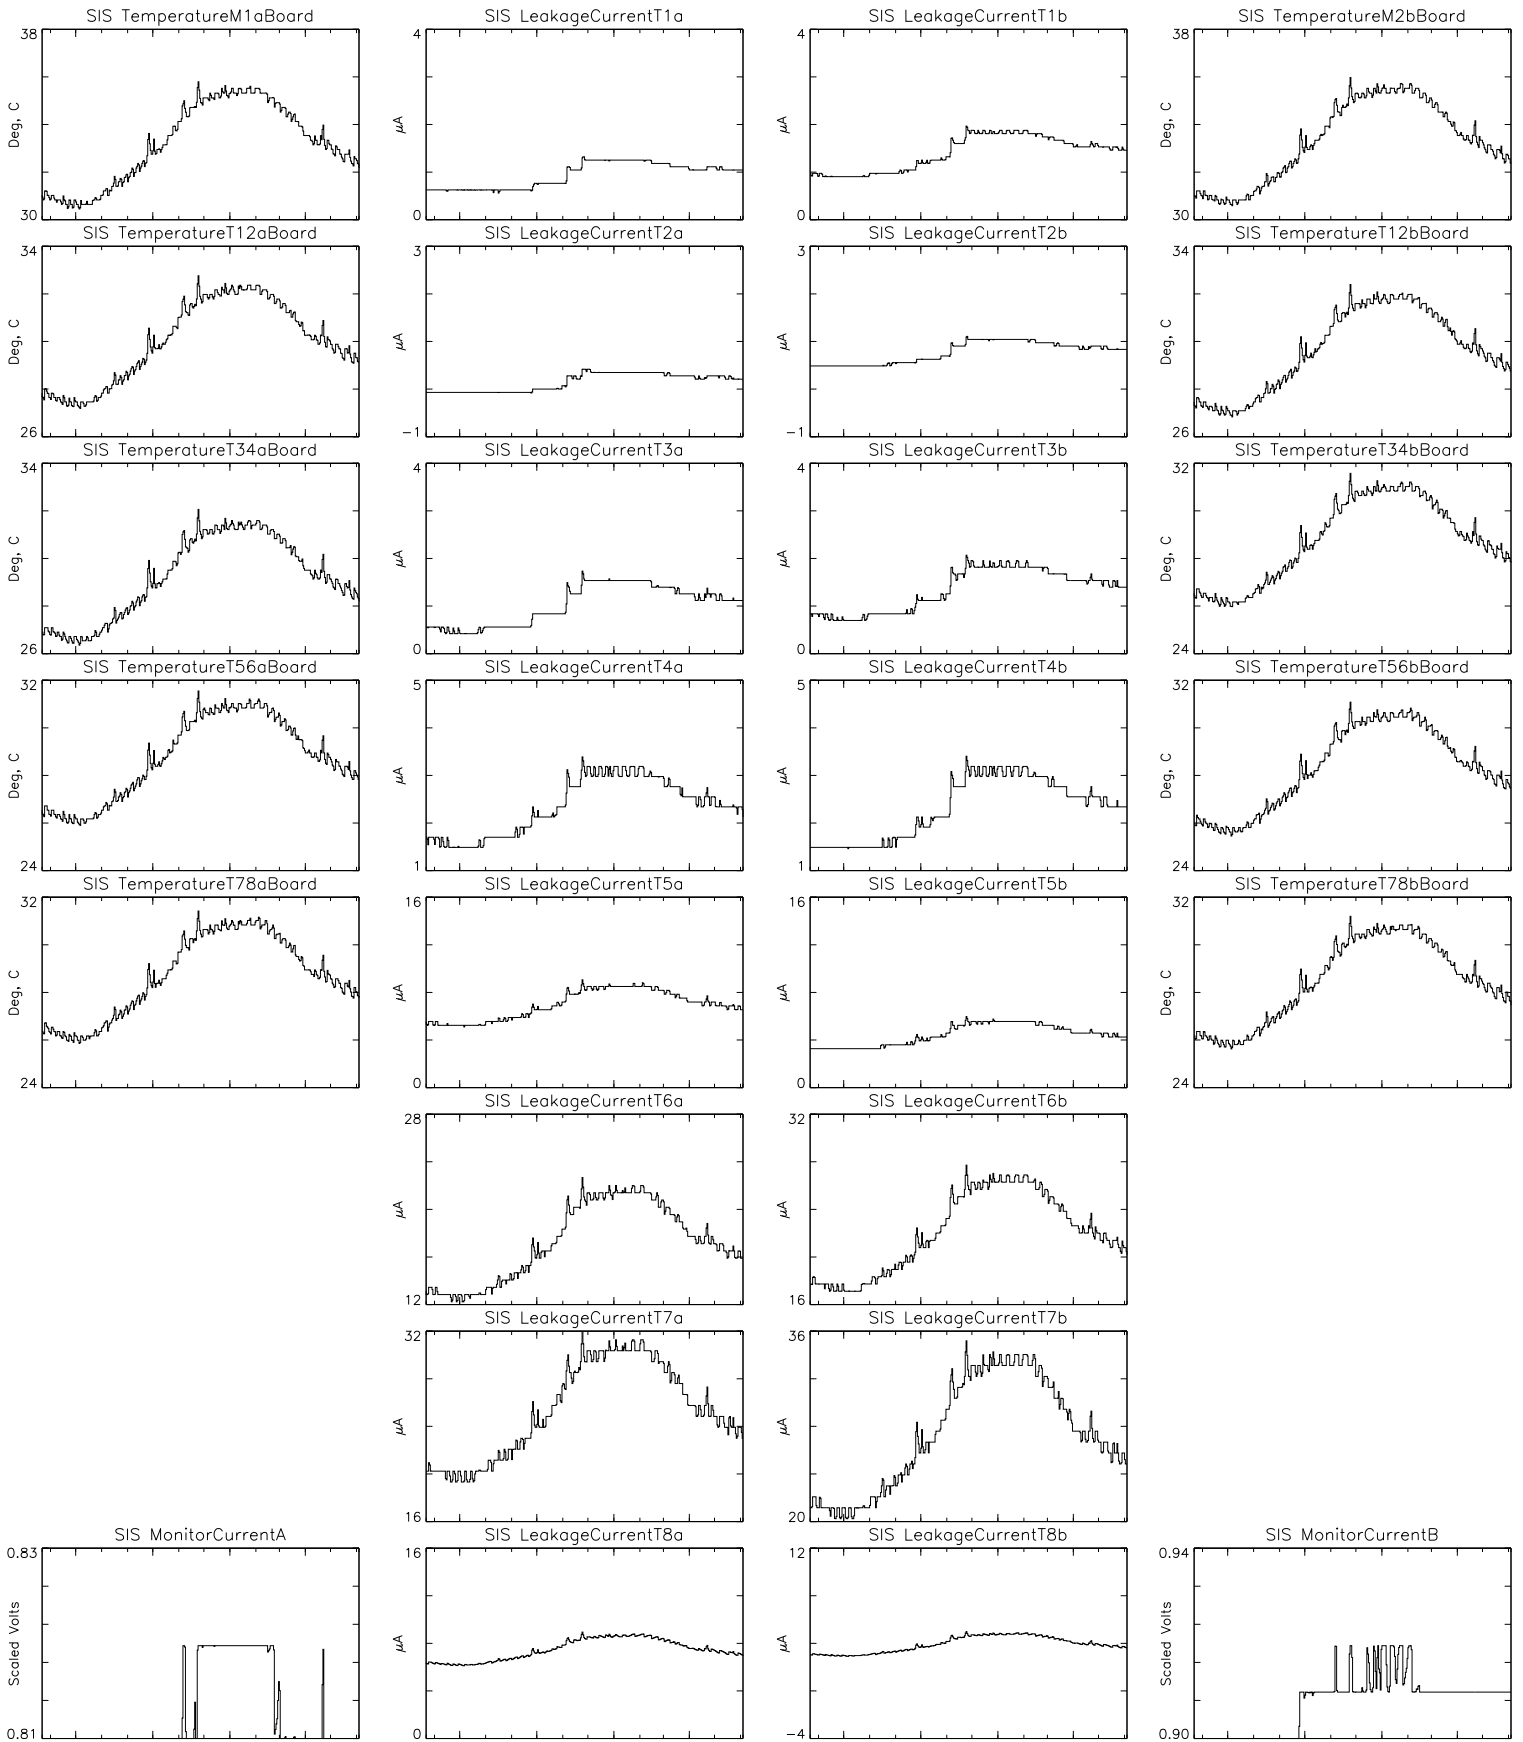 SIS TemperatureM1aBoard
38
Deg, C
30
SIS LeakageCurrentT1a
4
μA
0
SIS LeakageCurrentT1b
4
μA
0
SIS TemperatureM2bBoard
38
Deg, C
30
SIS TemperatureT12aBoard
34
Deg, C
26
SIS LeakageCurrentT2a
3
μA
−1
SIS LeakageCurrentT2b
3
μA
−1
SIS TemperatureT12bBoard
34
Deg, C
26
SIS TemperatureT34aBoard
34
Deg, C
26
SIS LeakageCurrentT3a
4
μA
0
SIS LeakageCurrentT3b
4
μA
0
SIS TemperatureT34bBoard
32
Deg, C
24
SIS TemperatureT56aBoard
32
Deg, C
24
SIS LeakageCurrentT4a
5
μA
1
SIS LeakageCurrentT4b
5
μA
1
SIS TemperatureT56bBoard
32
Deg, C
24
SIS TemperatureT78aBoard
32
Deg, C
24
SIS LeakageCurrentT5a
16
μA
0
SIS LeakageCurrentT5b
16
μA
0
SIS TemperatureT78bBoard
32
Deg, C
24
SIS LeakageCurrentT6a
28
μA
12
SIS LeakageCurrentT6b
32
μA
16
SIS LeakageCurrentT7a
32
μA
16
SIS LeakageCurrentT7b
36
μA
20
SIS MonitorCurrentA
0.83
Scaled Volts
0.81
SIS LeakageCurrentT8a
16
μA
0
SIS LeakageCurrentT8b
12
μA
−4
SIS MonitorCurrentB
0.94
Scaled Volts
0.90